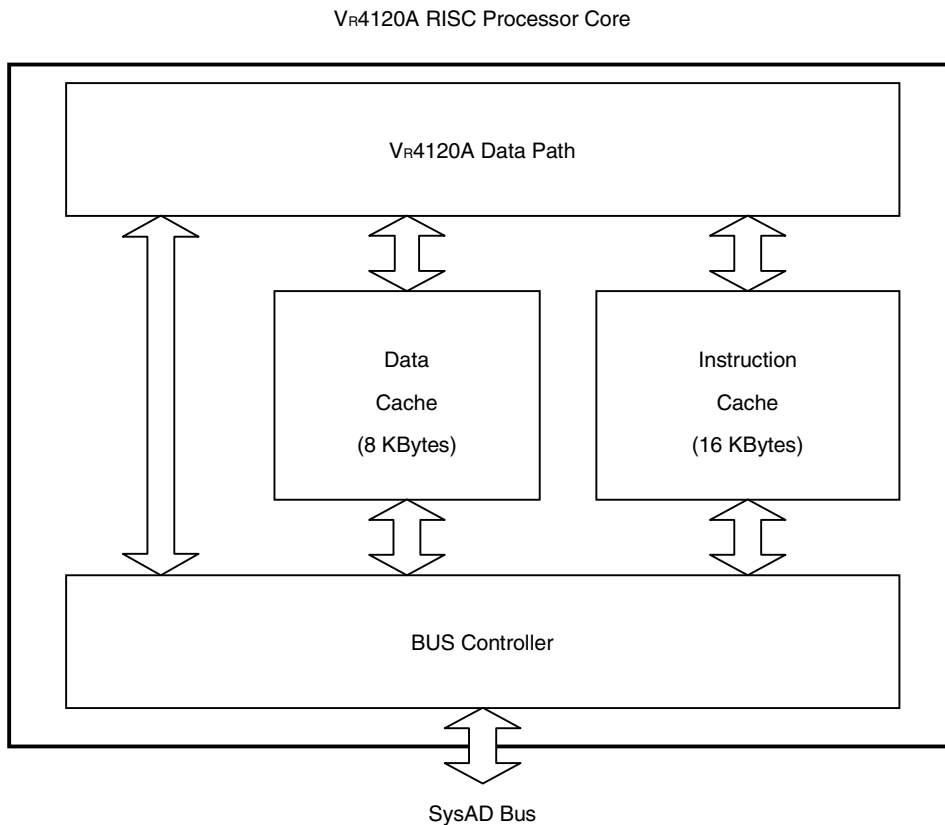 VR4120A RISC Processor Core
VR4120A Data Path
Data
Cache
(8 KBytes)
Instruction
Cache
(16 KBytes)
BUS Controller
SysAD Bus